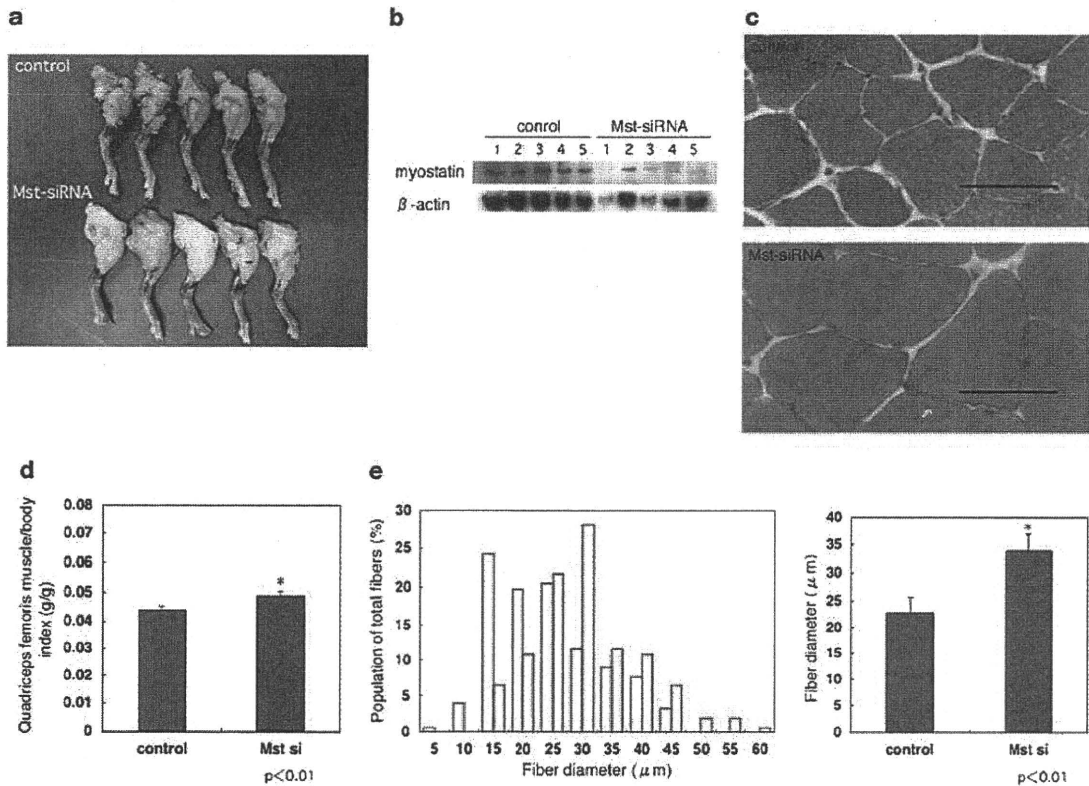 a
control
Mst-siRNA
b
conrol Mst-siRNA
1 2 3 4 5 1 2 3 4 5
myostatin
β-actin
c
control
Mst-siRNA
d
Quadriceps femoris muscle/body
index (g/g)
0.08
0.07
0.06
0.05
0.04
0.03
0.02
0.01
0
*
control Mst si
p<0.01
e
Population of total fibers (%)
30
25
20
15
10
5
0
5 10 15 20 25 30 35 40 45 50 55 60
Fiber diameter (μm)
Fiber diameter (μm)
40
35
30
25
20
15
10
5
0
*
control Mst si
p<0.01